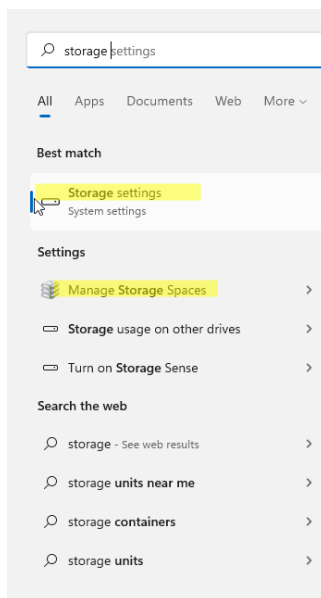 storage settings
All Apps Documents Web More
Best match
Storage settings
System settings
Settings
Manage Storage Spaces
Storage usage on other drives
Turn on Storage Sense
Search the web
storage - See web results
storage units near me
storage containers
storage units